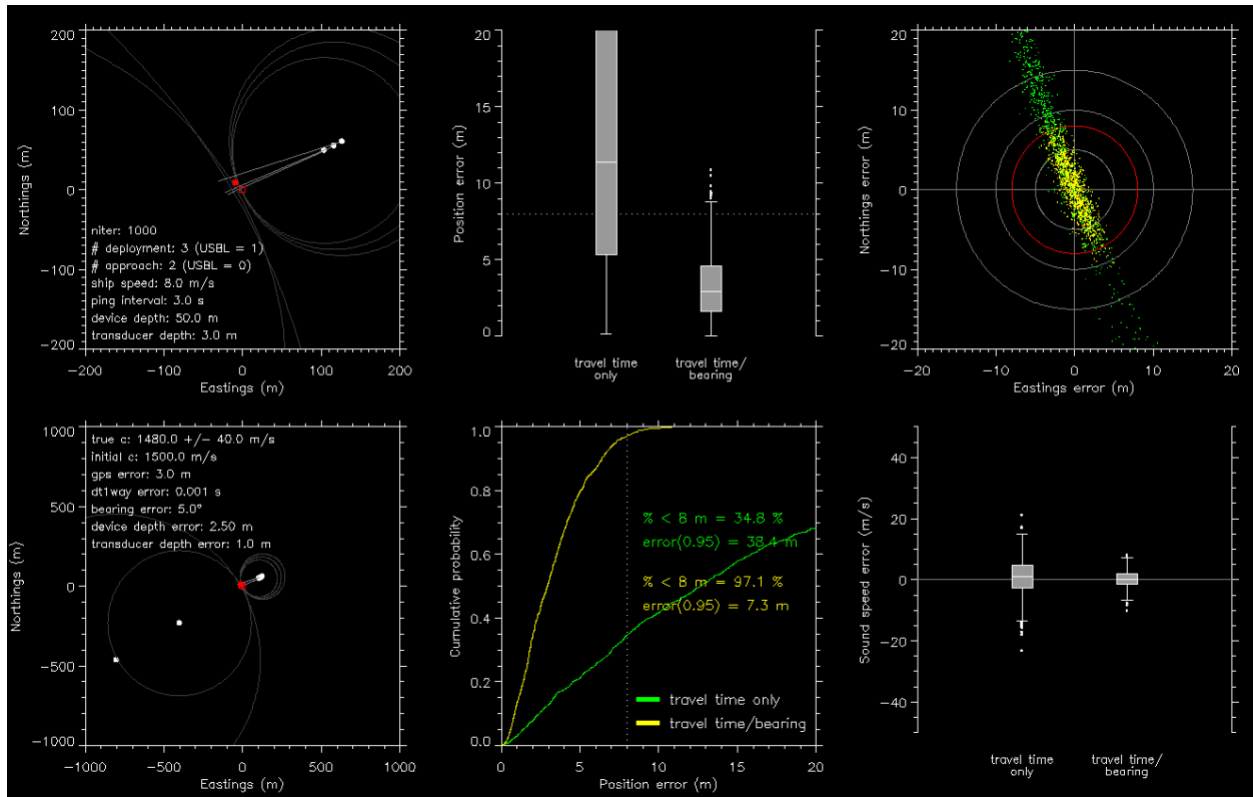 200
100
0
-100
-200
-200
-100
0
100
200
Northings (m)
Eastings (m)
niter: 1000
# deployment: 3 (USBL = 1)
# approach: 2 (USBL = 0)
ship speed: 8.0 m/s
ping interval: 3.0 s
device depth: 50.0 m
transducer depth: 3.0 m
20
15
10
5
0
Position error (m)
travel time
only
travel time/
bearing
20
10
0
-10
-20
-20
-10
0
10
20
Northings error (m)
Eastings error (m)
1000
500
0
-500
-1000
-1000
-500
0
500
1000
Northings (m)
Eastings (m)
true c: 1480.0 +/- 40.0 m/s
initial c: 1500.0 m/s
gps error: 3.0 m
dt1way error: 0.001 s
bearing error: 5.0°
device depth error: 2.50 m
transducer depth error: 1.0 m
1.0
0.8
0.6
0.4
0.2
0.0
0
5
10
15
20
Cumulative probability
Position error (m)
% < 8 m = 34.8 %
error(0.95) = 38.4 m
% < 8 m = 97.1 %
error(0.95) = 7.3 m
travel time only
travel time/bearing
40
20
0
-20
-40
Sound speed error (m/s)
travel time
only
travel time/
bearing